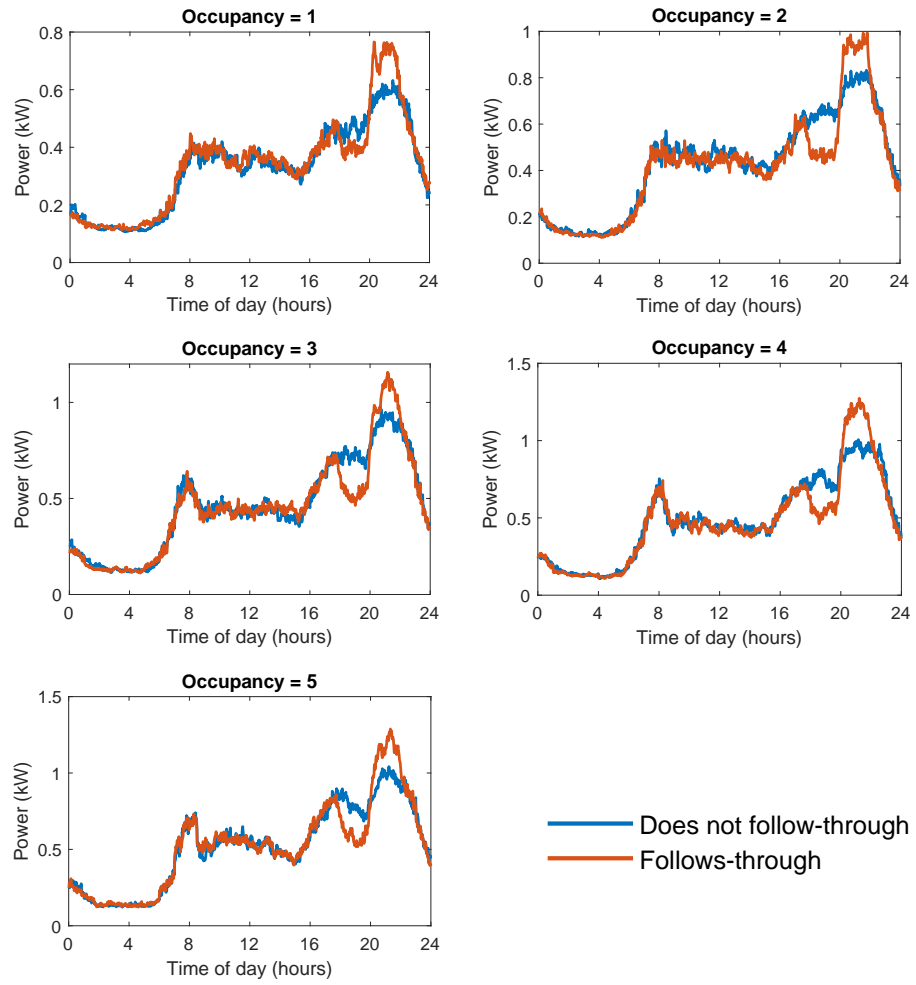 Occupancy = 1
Power (kW)
0.8
0.6
0.4
0.2
0
0 4 8 12 16 20 24
Time of day (hours)
Occupancy = 2
Power (kW)
1
0.8
0.6
0.4
0.2
0
0 4 8 12 16 20 24
Time of day (hours)
Occupancy = 3
Power (kW)
1
0.5
0
0 4 8 12 16 20 24
Time of day (hours)
Occupancy = 4
Power (kW)
1.5
1
0.5
0
0 4 8 12 16 20 24
Time of day (hours)
Occupancy = 5
Power (kW)
1.5
1
0.5
0
0 4 8 12 16 20 24
Time of day (hours)
Does not follow-through
Follows-through